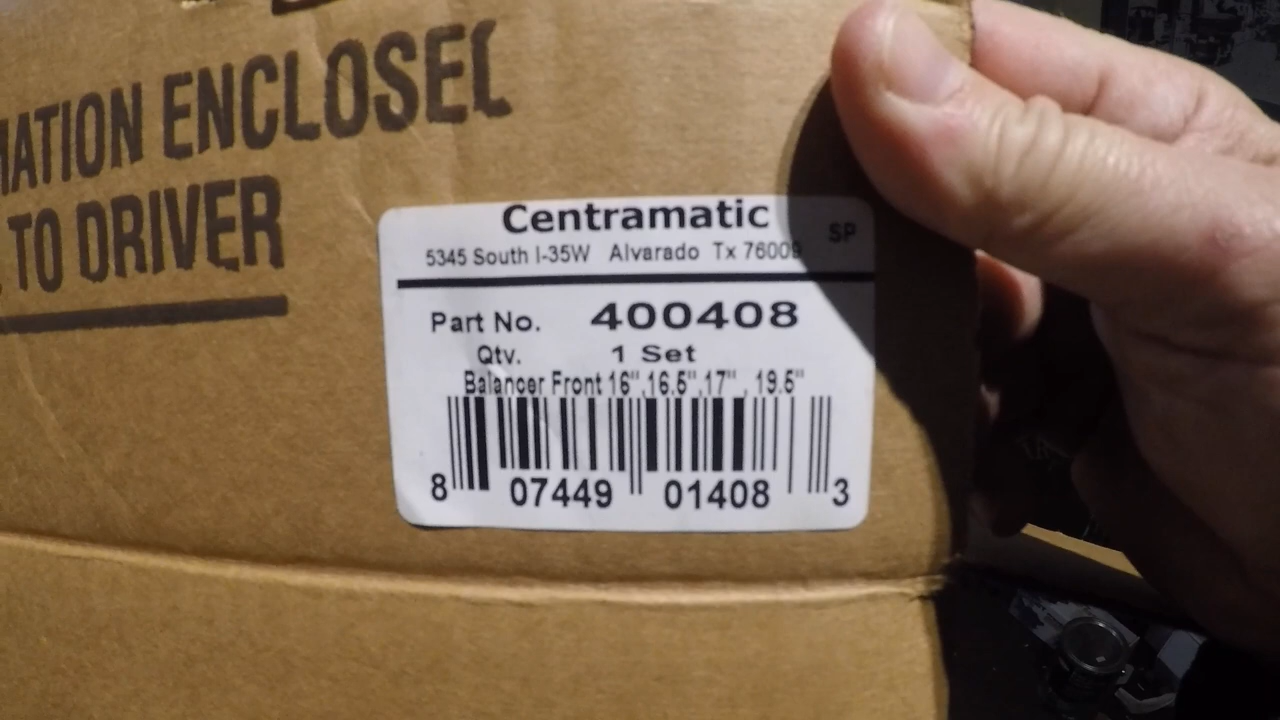 MATION ENCLOSED
TO DRIVER
Centramatic
SP
5345 South I-35W Alvarado Tx 76009
Part No. 400408
Qty. 1 Set
Balancer Front 16",16.5",17" , 19.5"
8 07449 01408 3